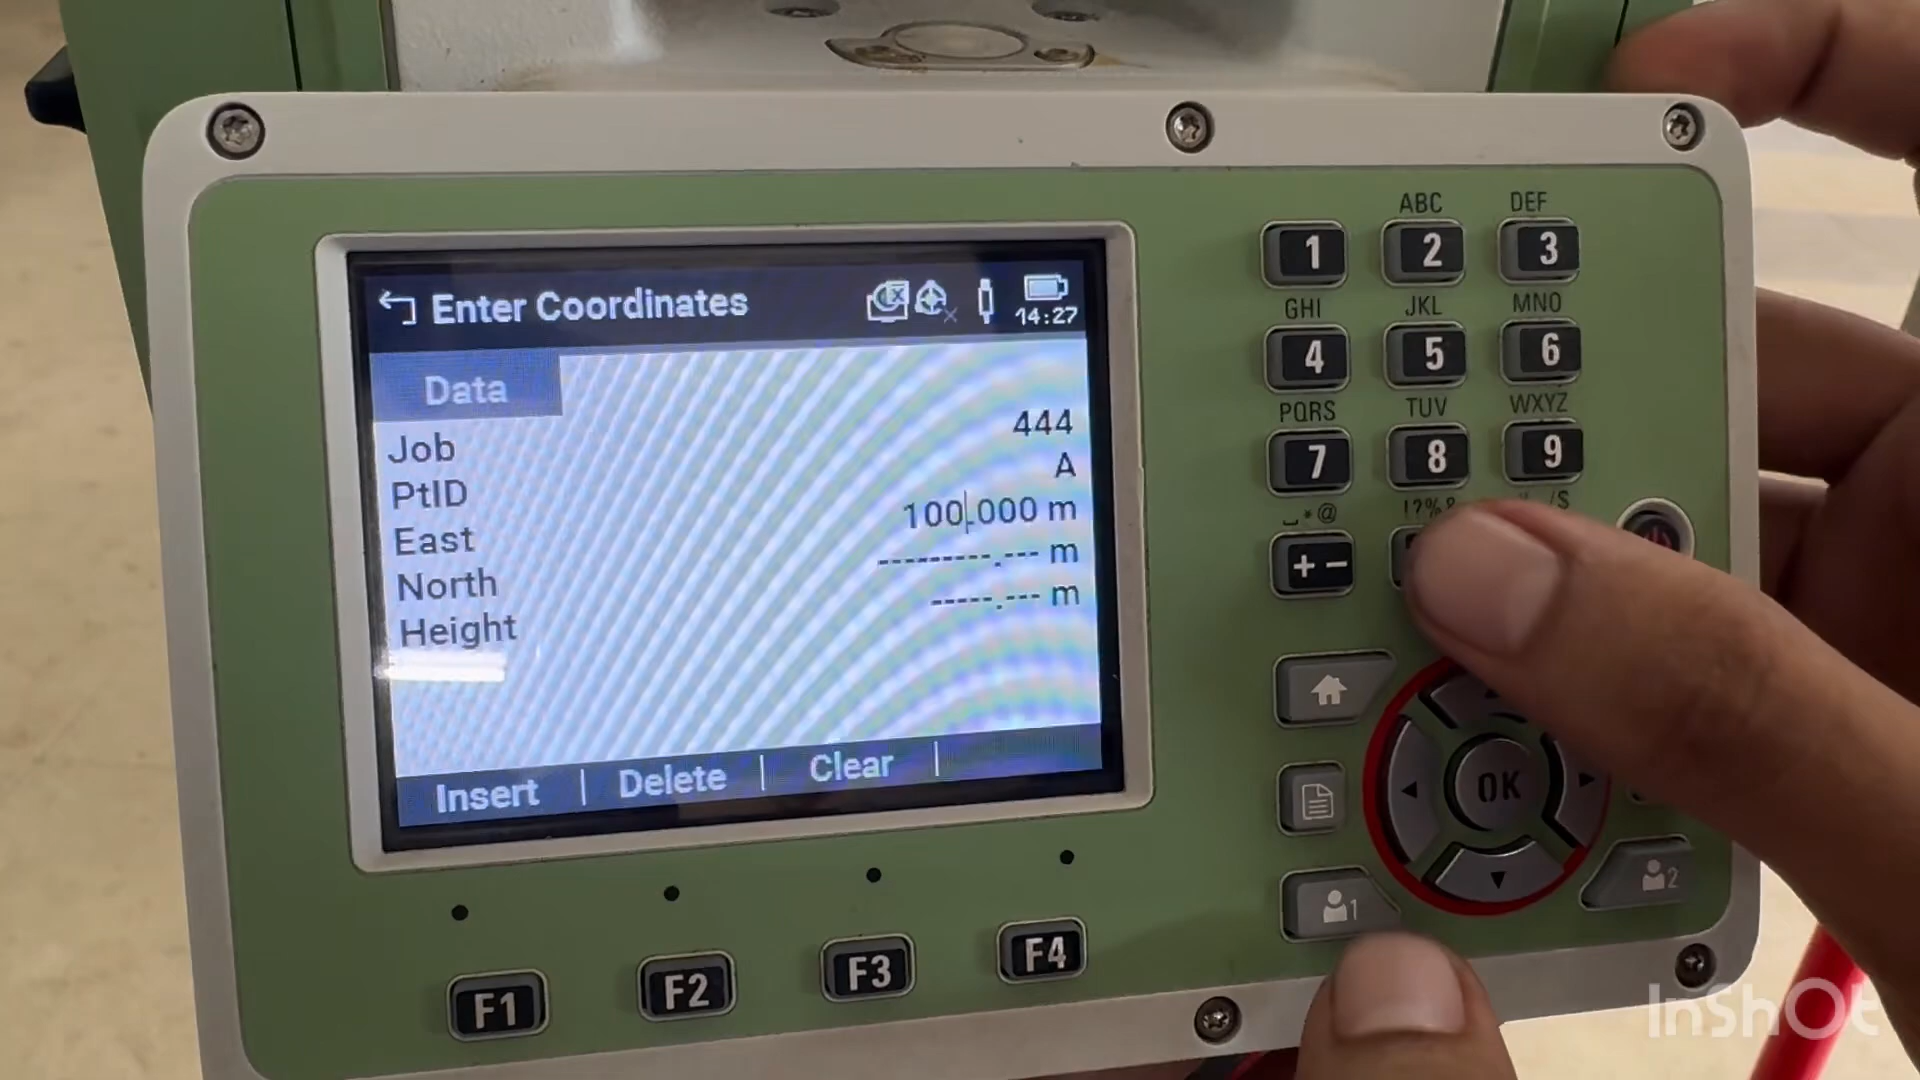 Enter Coordinates
14:27
Data
Job 444
PtID A
East 100.000 m
North --------.--- m
Height -----.--- m
Insert | Delete | Clear |
F1 F2 F3 F4
ABC DEF
1 2 3
GHI JKL MNO
4 5 6
PQRS TUV WXYZ
7 8 9
*@ !?%& /S
+ -
OK
1 2
InShOt